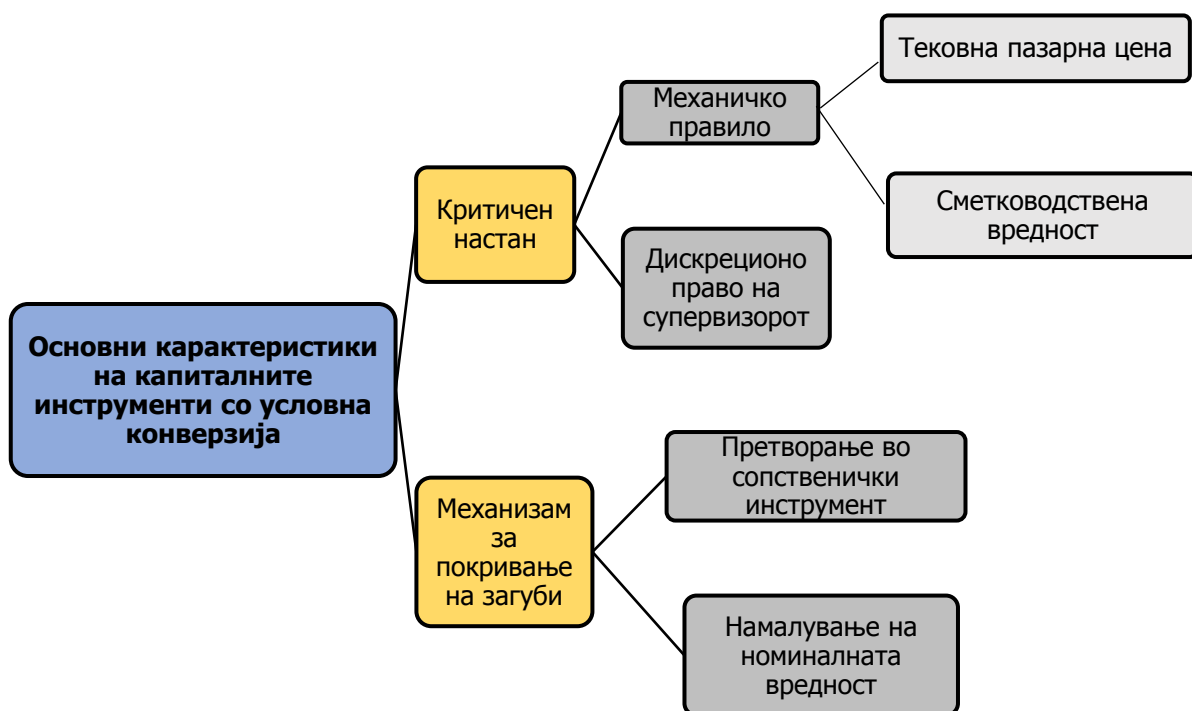 Основни карактеристики
на капиталните
инструменти со условна
конверзија
Критичен
настан
Механичко
правило
Тековна пазарна цена
Сметководствена
вредност
Дискреционо
право на
супервизорот
Механизам
за
покривање
на загуби
Претворање во
сопственички
инструмент
Намалување на
номиналната
вредност